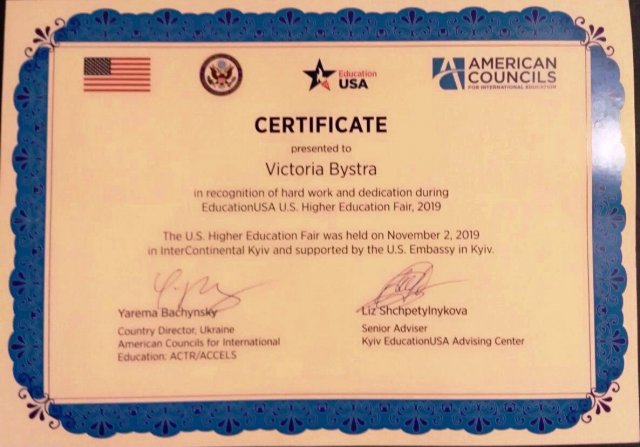 Education
USA
AMERICAN
COUNCILS
FOR INTERNATIONAL EDUCATION
CERTIFICATE
presented to
Victoria Bystra
in recognition of hard work and dedication during
EducationUSA U.S. Higher Education Fair, 2019
The U.S. Higher Education Fair was held on November 2, 2019
in InterContinental Kyiv and supported by the U.S. Embassy in Kyiv.
Yarema Bachynsky
Country Director, Ukraine
American Councils for International
Education: ACTR/ACCELS
Liz Shchpetylnykova
Senior Adviser
Kyiv EducationUSA Advising Center